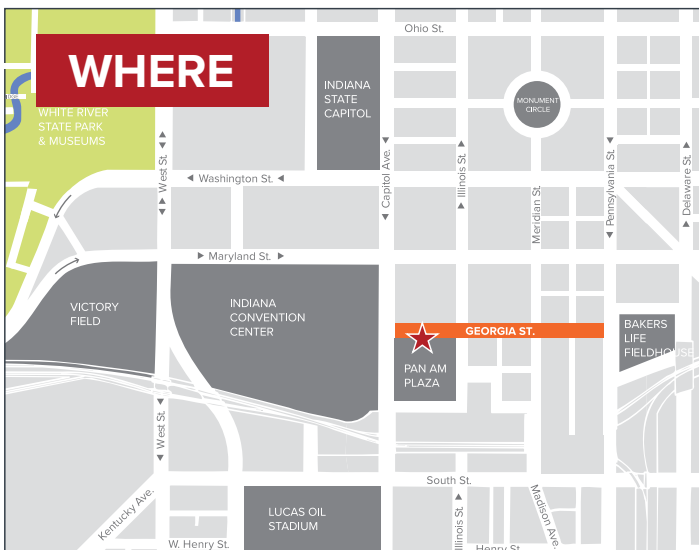 Ohio St.
WHERE
WHITE RIVER
STATE PARK
& MUSEUMS
INDIANA
STATE
CAPITOL
MONUMENT
CIRCLE
West St.
Washington St.
Capitol Ave.
Illinois St.
Meridian St.
Pennsylvania St.
Delaware St.
Maryland St.
VICTORY
FIELD
INDIANA
CONVENTION
CENTER
GEORGIA ST.
BAKERS
LIFE
FIELDHOUSE
PAN AM
PLAZA
West St.
South St.
Kentucky Ave.
LUCAS OIL
STADIUM
Illinois St.
Madison Ave.
W. Henry St.
Henry St.